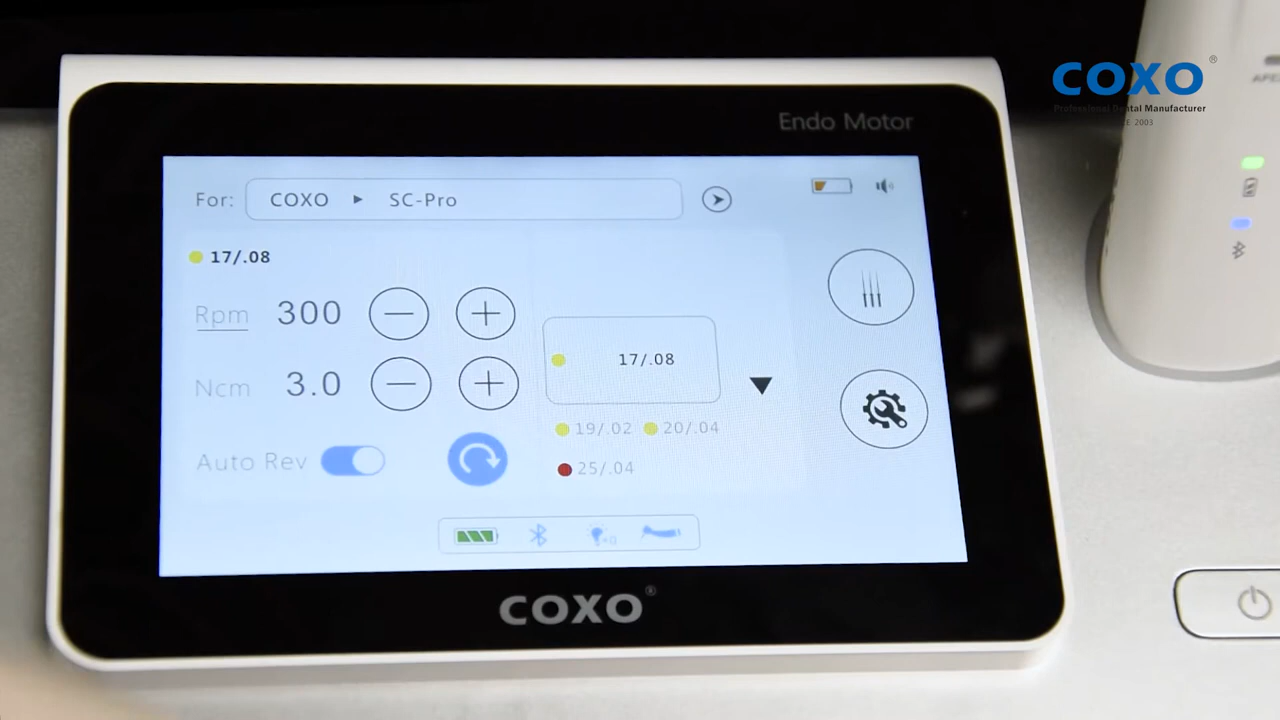 COXO®
Professional Dental Manufacturer
2003
Endo Motor
For: COXO ▶ SC-Pro
17/.08
Rpm 300
Ncm 3.0
17/.08
19/.02 20/.04
25/.04
Auto Rev
COXO®